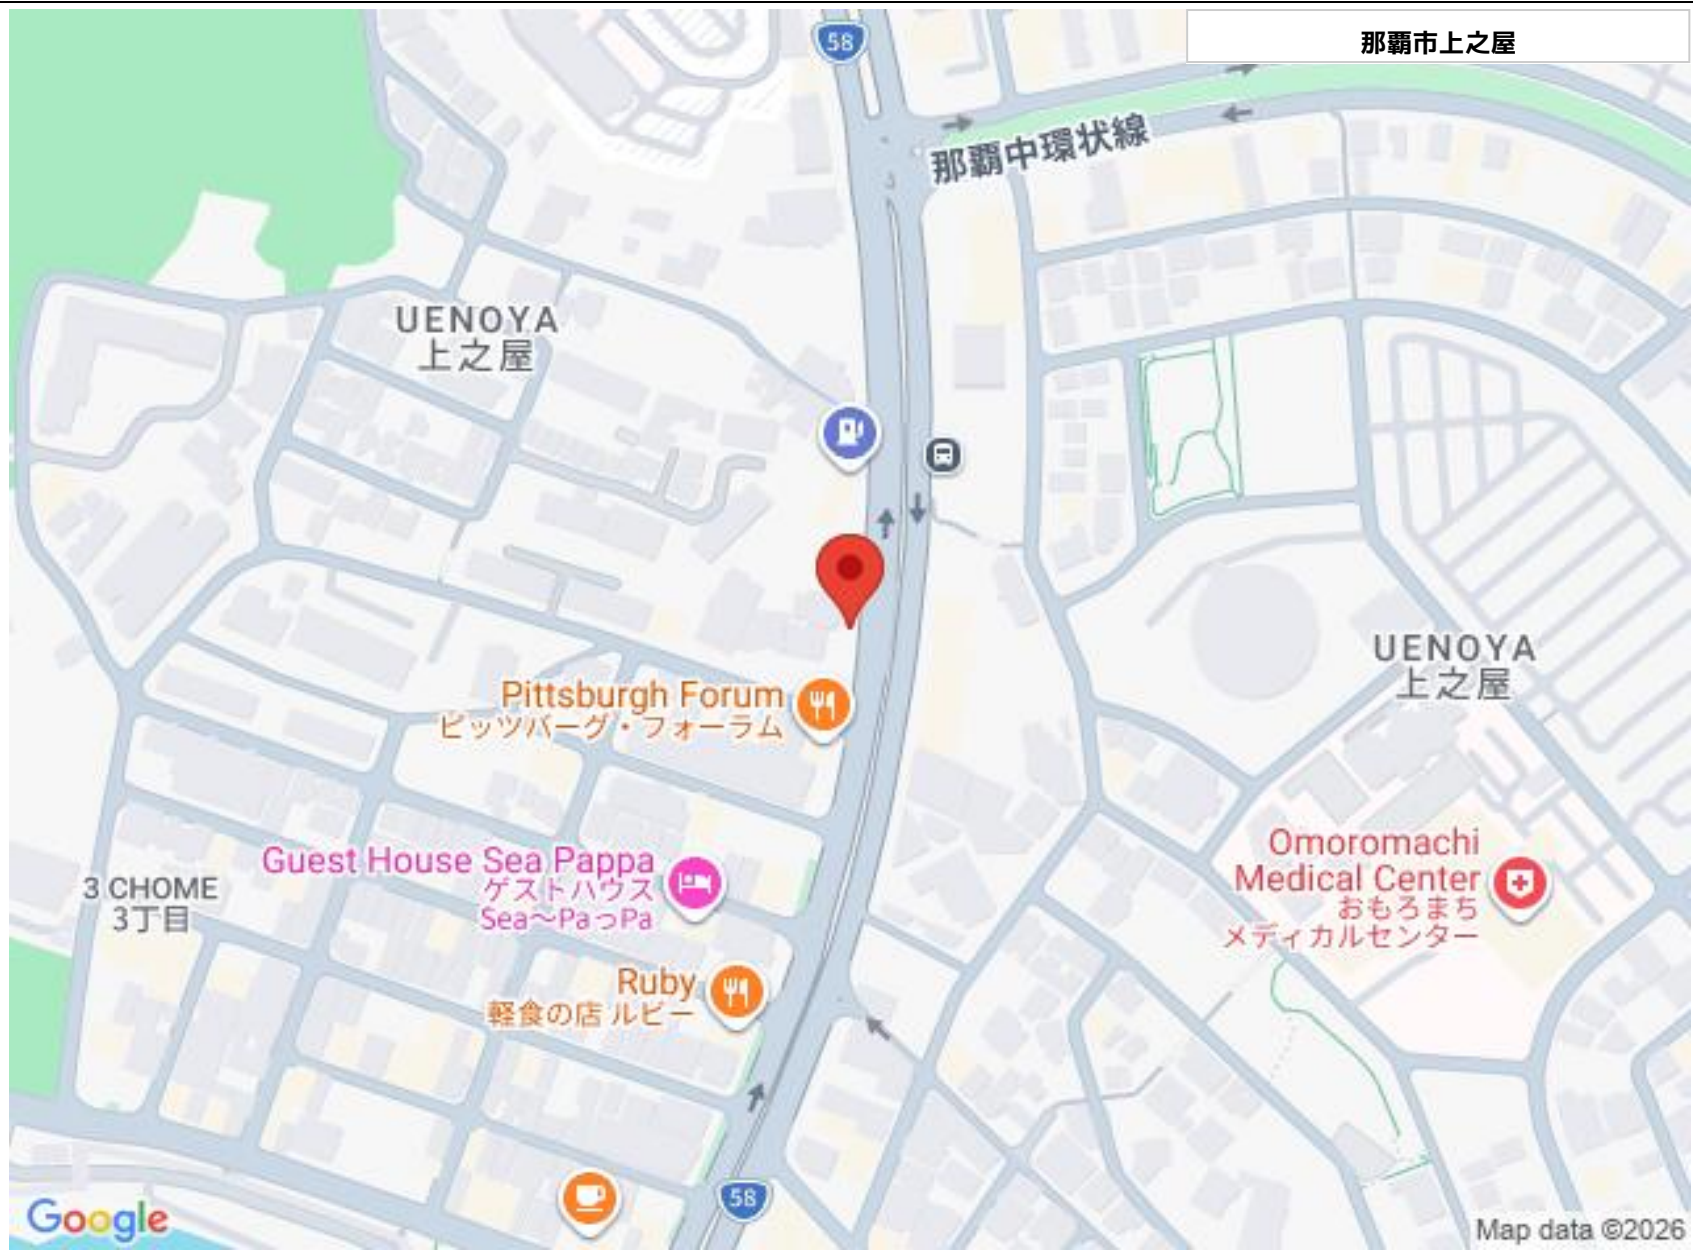 那覇市上之屋
58
那覇中環状線
UENOYA
上之屋
UENOYA
上之屋
Pittsburgh Forum
ピッツバーグ・フォーラム
Guest House Sea Pappa
ゲストハウス
Sea～PaっPa
3 CHOME
3丁目
Omoromachi
Medical Center
おもろまち
メディカルセンター
Ruby
軽食の店 ルビー
58
Google
Map data ©2026